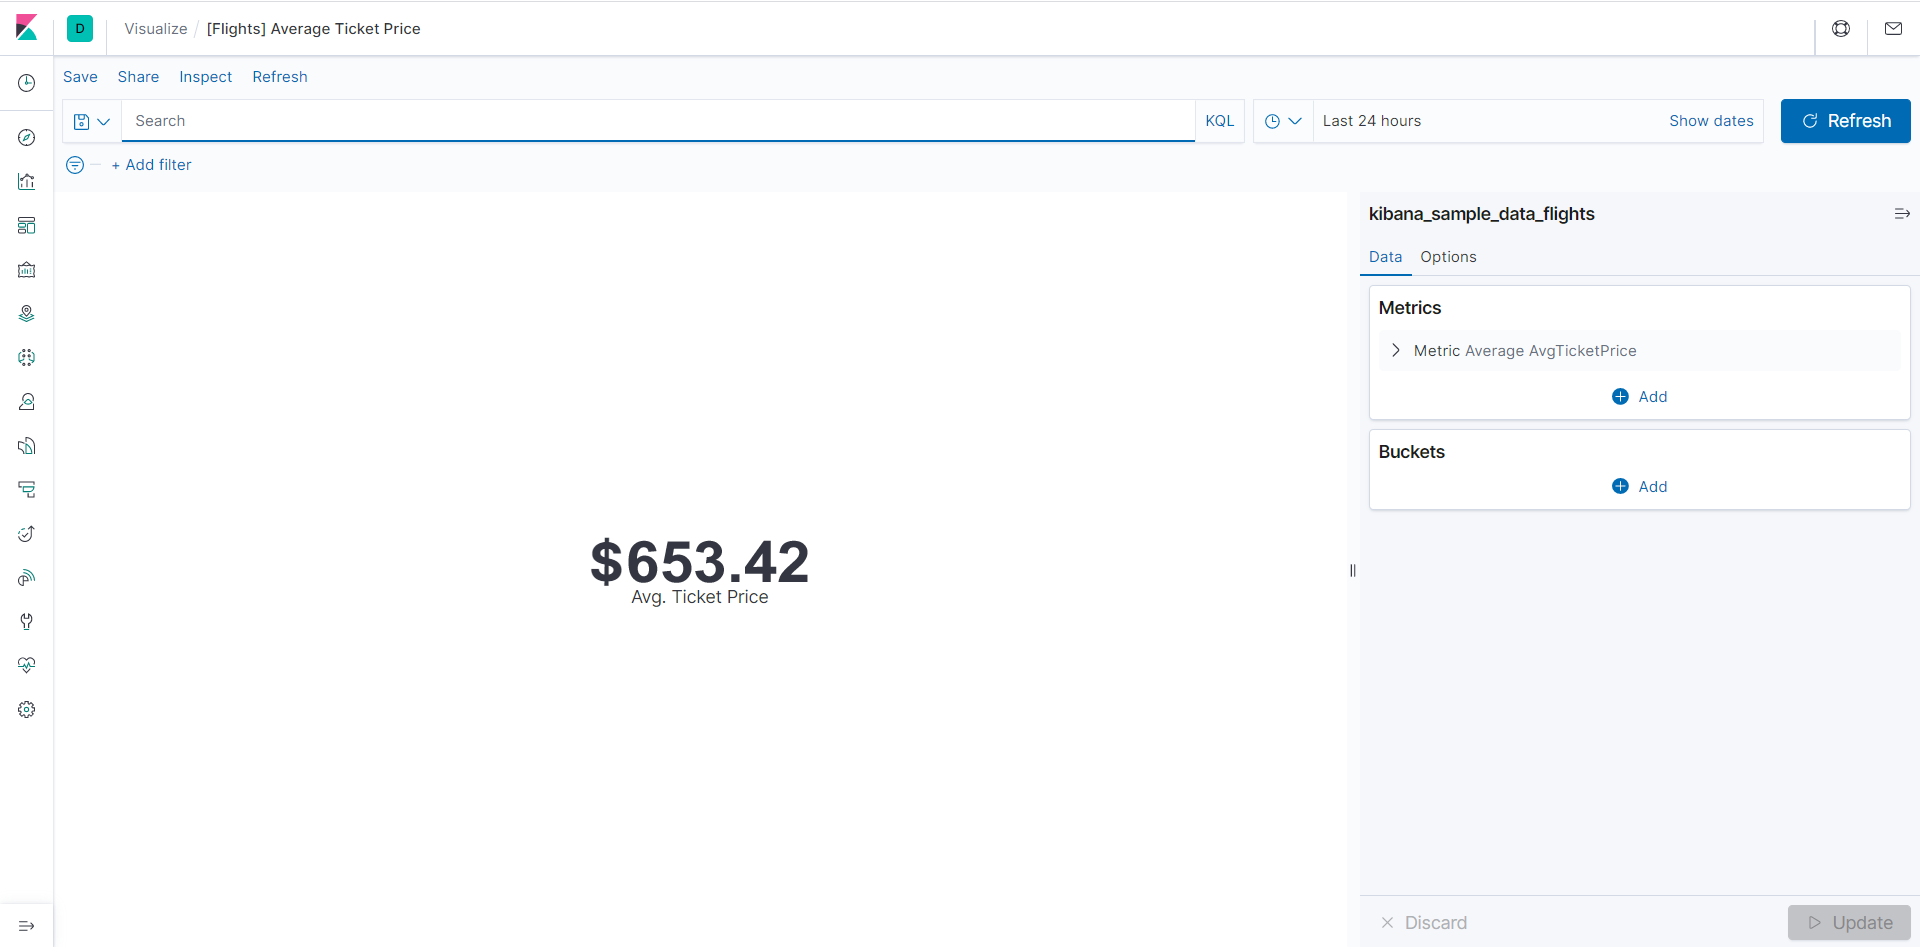 D Visualize / [Flights] Average Ticket Price
Save Share Inspect Refresh
Search KQL Last 24 hours Show dates Refresh
+ Add filter
kibana_sample_data_flights
Data Options
Metrics
Metric Average AvgTicketPrice
Add
Buckets
Add
$653.42
Avg. Ticket Price
Discard Update